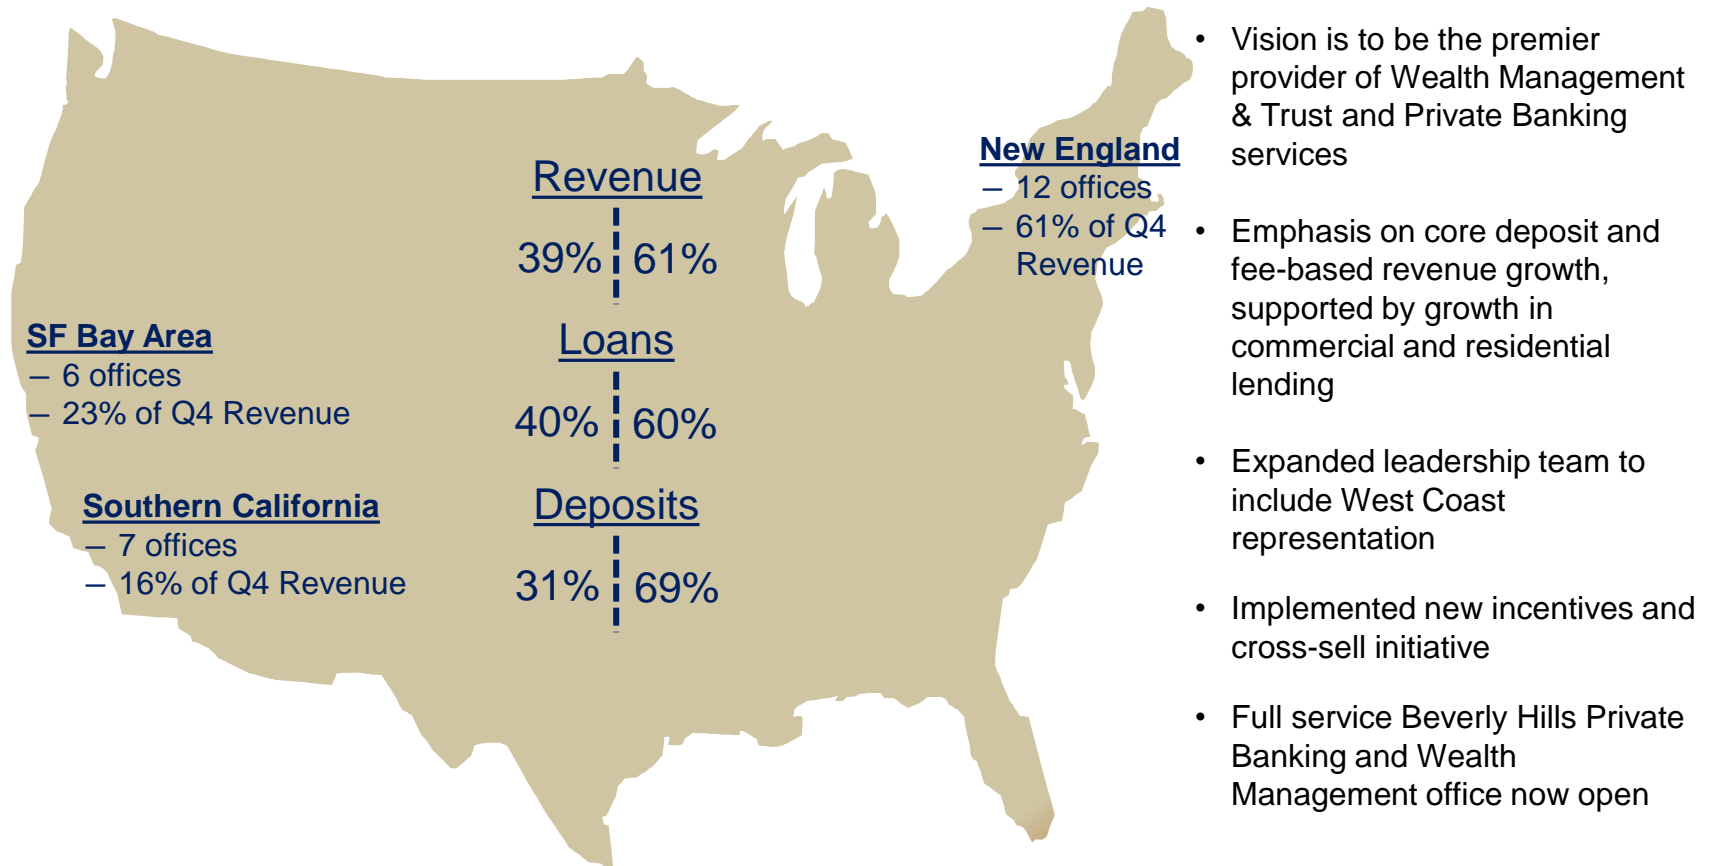 Revenue
39% 61%
Loans
40% 60%
Deposits
31% 69%
New England
– 12 offices
– 61% of Q4
Revenue
SF Bay Area
– 6 offices
– 23% of Q4 Revenue
Southern California
– 7 offices
– 16% of Q4 Revenue
• Vision is to be the premier
provider of Wealth Management
& Trust and Private Banking
services
• Emphasis on core deposit and
fee-based revenue growth,
supported by growth in
commercial and residential
lending
• Expanded leadership team to
include West Coast
representation
• Implemented new incentives and
cross-sell initiative
• Full service Beverly Hills Private
Banking and Wealth
Management office now open